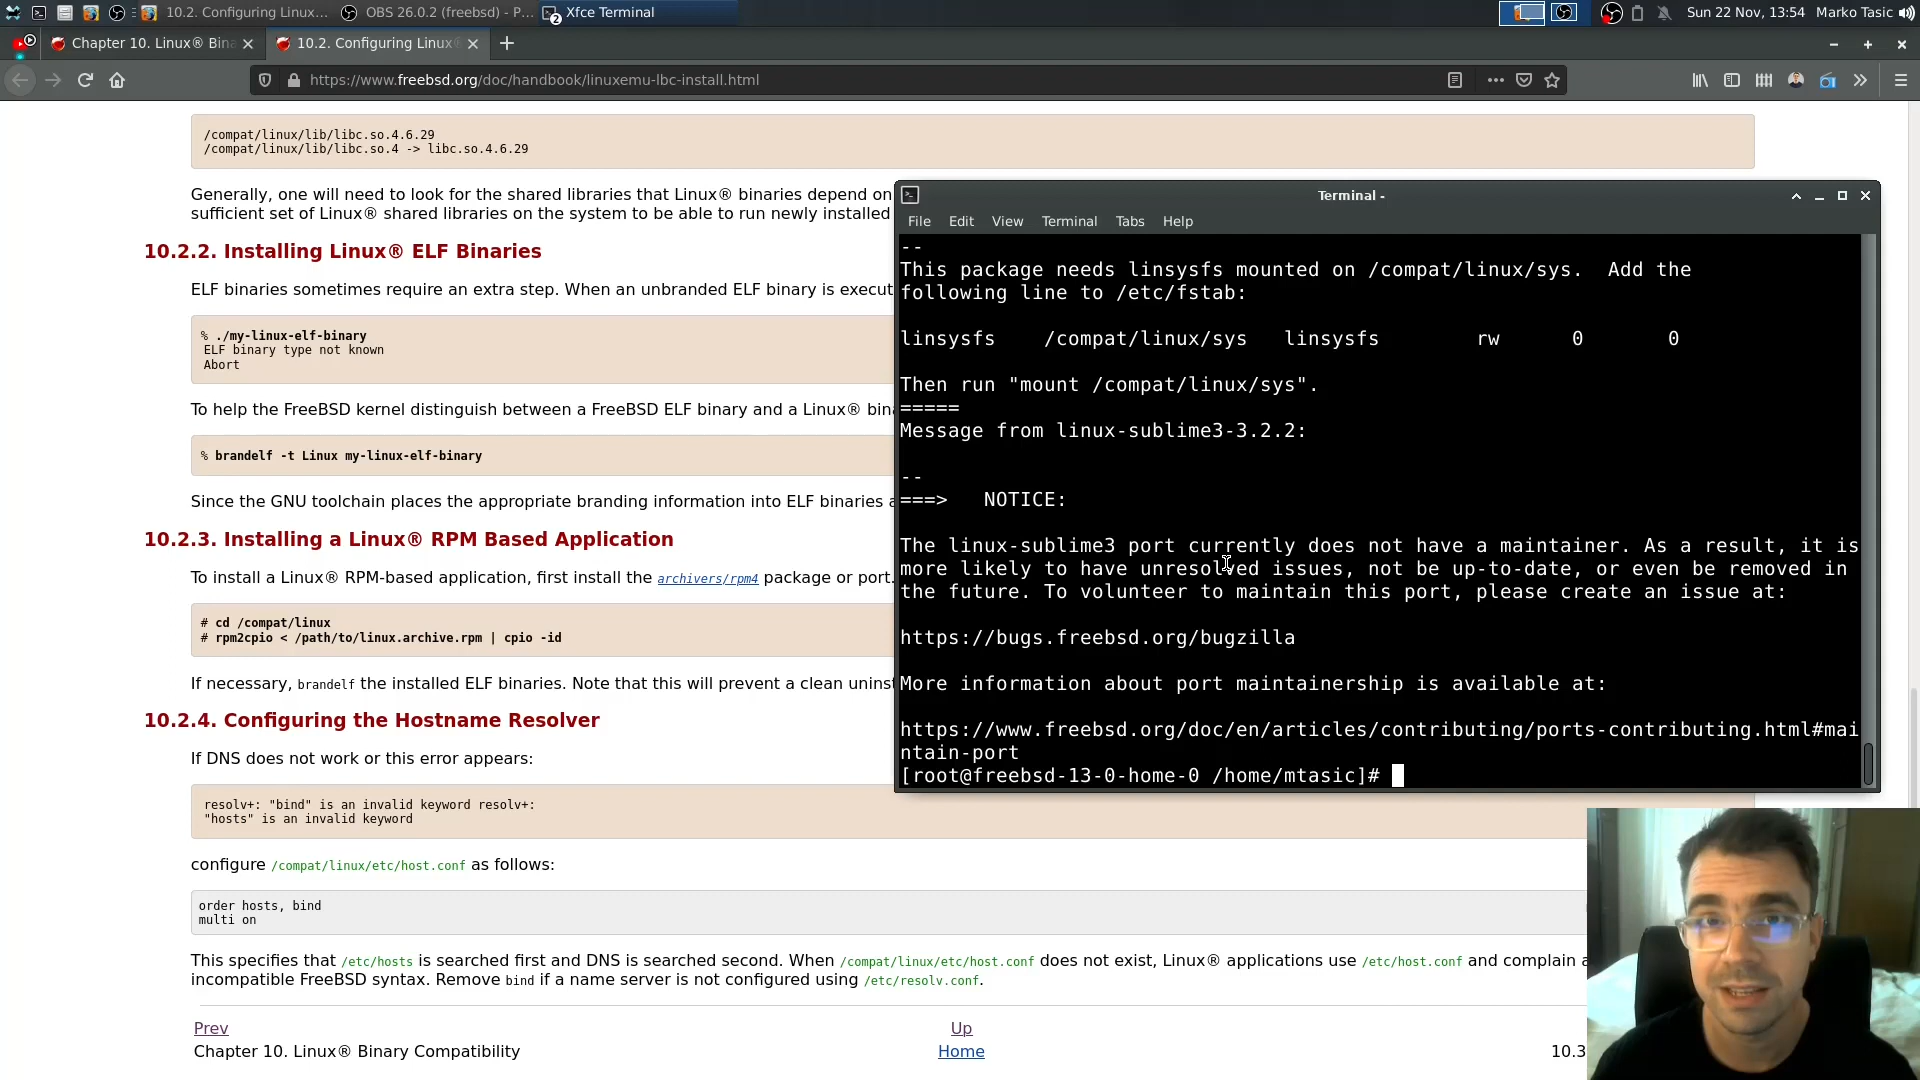 10.2. Configuring Linux...
OBS 26.0.2 (freebsd) - P...
2
Xfce Terminal
Sun 22 Nov, 13:54
Marko Tasic
Chapter 10. Linux® Bina
10.2. Configuring Linux®
https://www.freebsd.org/doc/handbook/linuxemu-lbc-install.html
/compat/linux/lib/libc.so.4.6.29
/compat/linux/lib/libc.so.4 -> libc.so.4.6.29
Generally, one will need to look for the shared libraries that Linux® binaries depend on
sufficient set of Linux® shared libraries on the system to be able to run newly installed
10.2.2. Installing Linux® ELF Binaries
ELF binaries sometimes require an extra step. When an unbranded ELF binary is execut
% ./my-linux-elf-binary
ELF binary type not known
Abort
To help the FreeBSD kernel distinguish between a FreeBSD ELF binary and a Linux® bin
% brandelf -t Linux my-linux-elf-binary
Since the GNU toolchain places the appropriate branding information into ELF binaries a
10.2.3. Installing a Linux® RPM Based Application
To install a Linux® RPM-based application, first install the archivers/rpm4 package or port.
# cd /compat/linux
# rpm2cpio < /path/to/linux.archive.rpm | cpio -id
If necessary, brandelf the installed ELF binaries. Note that this will prevent a clean uninst
10.2.4. Configuring the Hostname Resolver
If DNS does not work or this error appears:
resolv+: "bind" is an invalid keyword resolv+:
"hosts" is an invalid keyword
configure /compat/linux/etc/host.conf as follows:
order hosts, bind
multi on
This specifies that /etc/hosts is searched first and DNS is searched second. When /compat/linux/etc/host.conf does not exist, Linux® applications use /etc/host.conf and complain a
incompatible FreeBSD syntax. Remove bind if a name server is not configured using /etc/resolv.conf.
Prev
Up
Chapter 10. Linux® Binary Compatibility
Home
10.3
Terminal -
File Edit View Terminal Tabs Help
--
This package needs linsysfs mounted on /compat/linux/sys. Add the
following line to /etc/fstab:
linsysfs /compat/linux/sys linsysfs rw 0 0
Then run "mount /compat/linux/sys".
=====
Message from linux-sublime3-3.2.2:
--
===> NOTICE:
The linux-sublime3 port currently does not have a maintainer. As a result, it is
more likely to have unresolved issues, not be up-to-date, or even be removed in
the future. To volunteer to maintain this port, please create an issue at:
https://bugs.freebsd.org/bugzilla
More information about port maintainership is available at:
https://www.freebsd.org/doc/en/articles/contributing/ports-contributing.html#mai
ntain-port
[root@freebsd-13-0-home-0 /home/mtasic]#